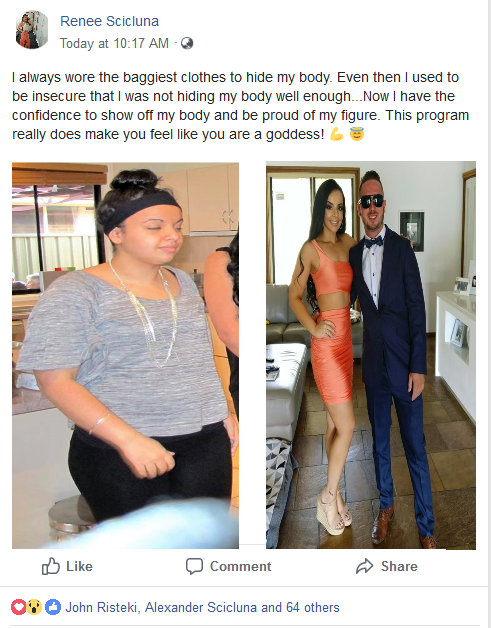 Renee Scicluna
Today at 10:17 AM ·
I always wore the baggiest clothes to hide my body. Even then I used to
be insecure that I was not hiding my body well enough...Now I have the
confidence to show off my body and be proud of my figure. This program
really does make you feel like you are a goddess! 💪 😇
Like Comment Share
John Risteki, Alexander Scicluna and 64 others